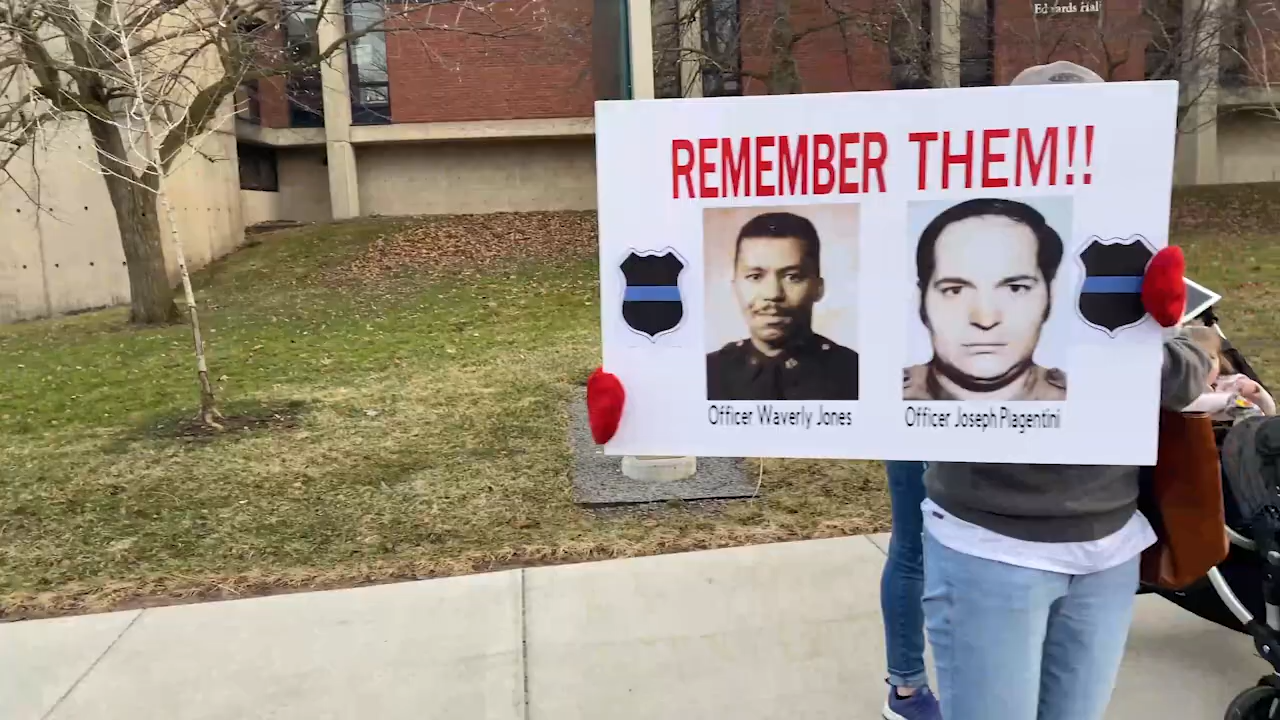 Edwards Hall
REMEMBER THEM!!
Officer Waverly Jones
Officer Joseph Piagentini